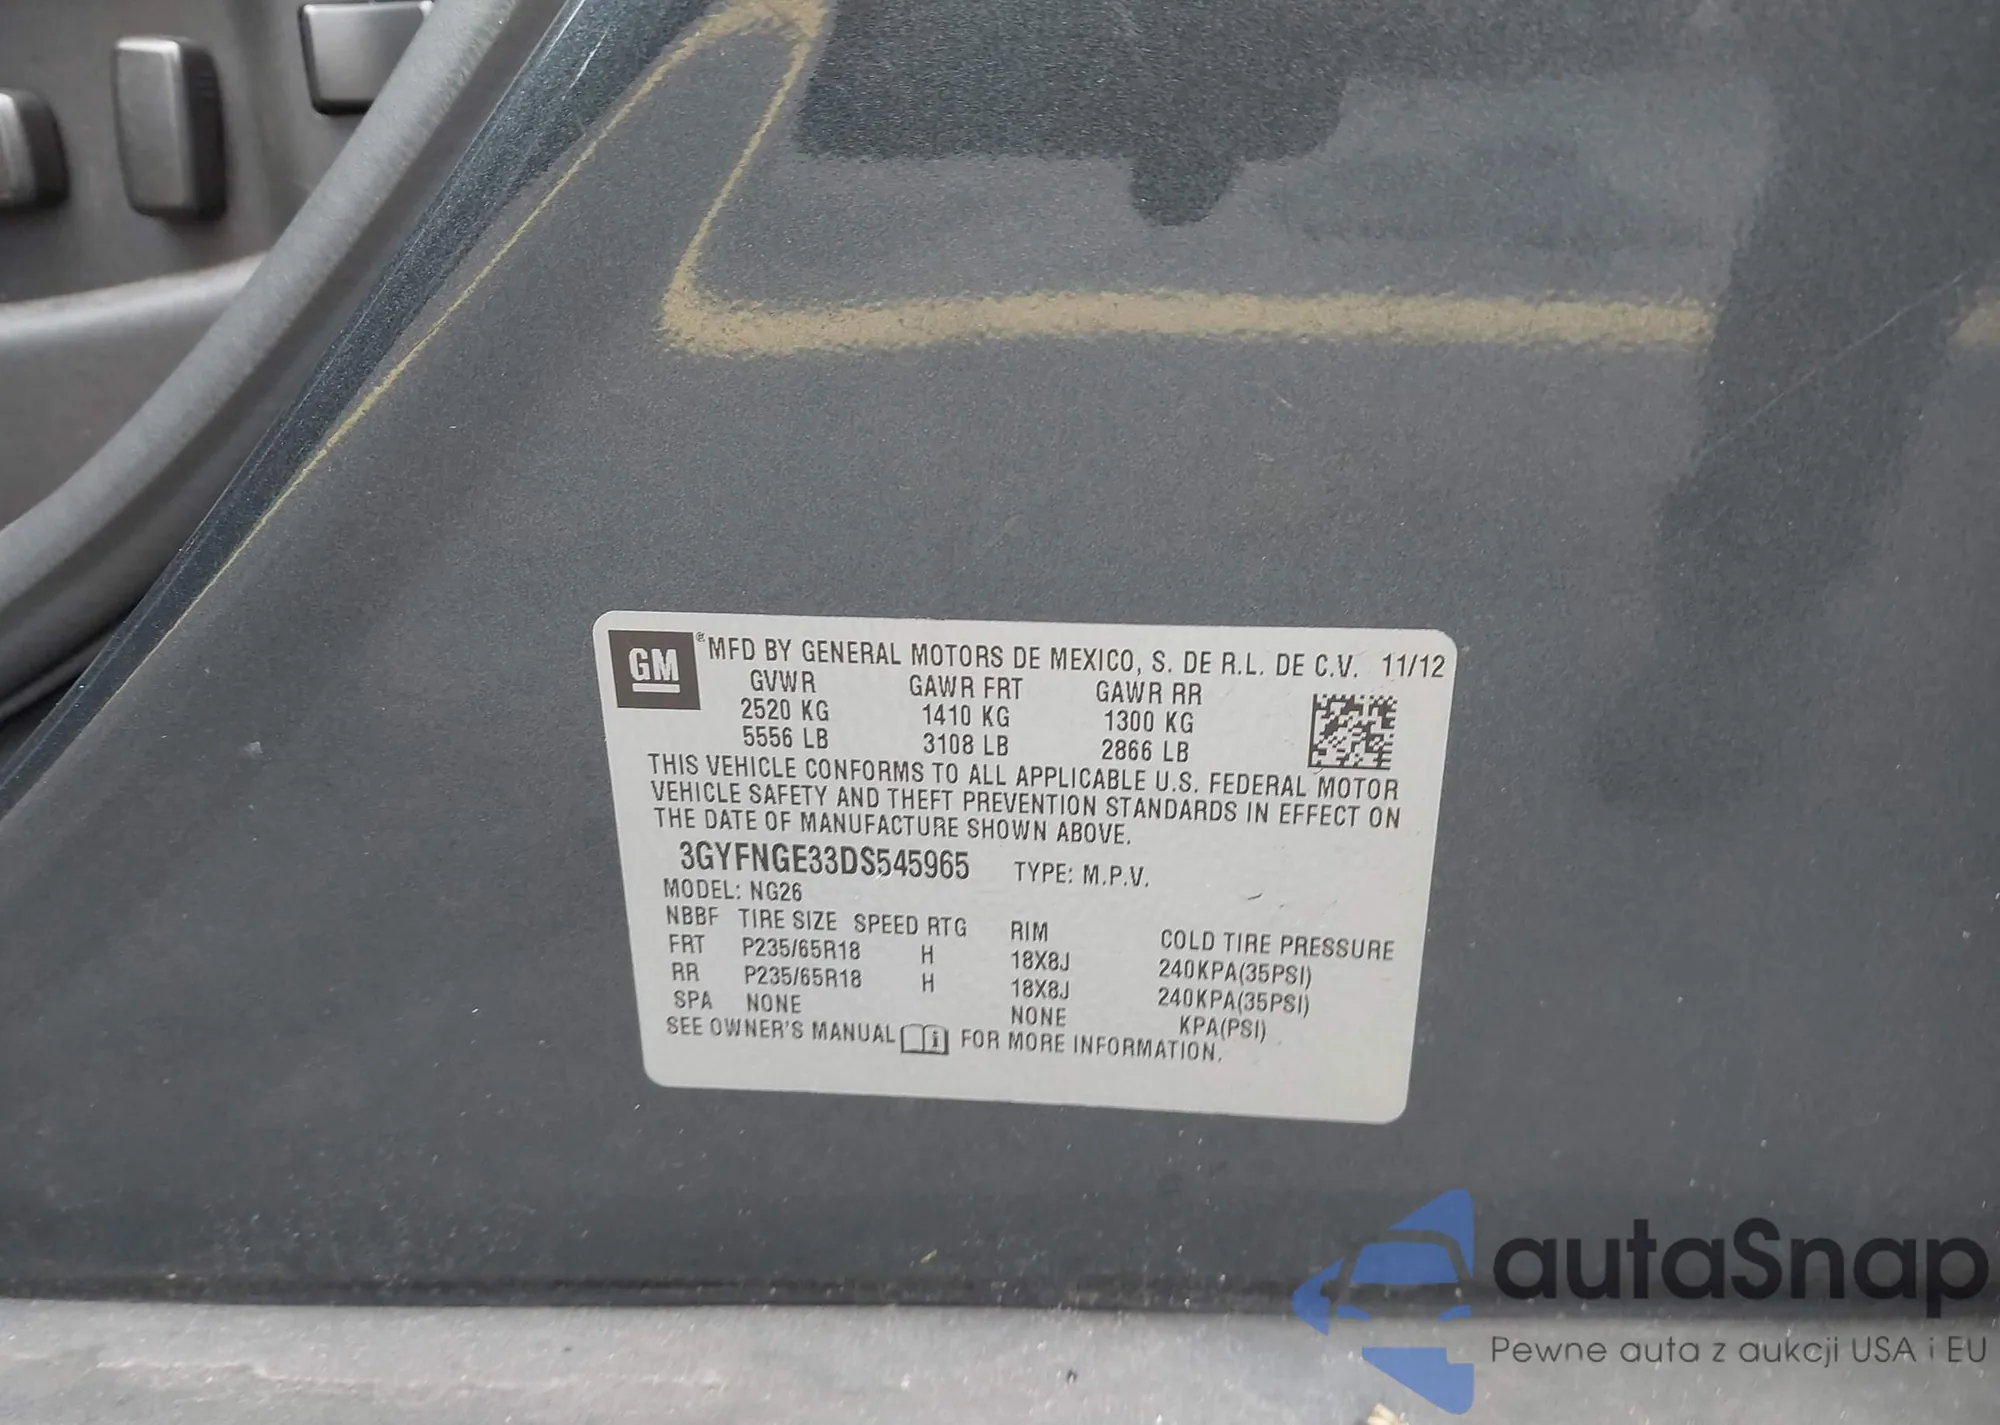 GM ® MFD BY GENERAL MOTORS DE MEXICO, S. DE R.L. DE C.V. 11/12
GVWR GAWR FRT GAWR RR
2520 KG 1410 KG 1300 KG
5556 LB 3108 LB 2866 LB
THIS VEHICLE CONFORMS TO ALL APPLICABLE U.S. FEDERAL MOTOR
VEHICLE SAFETY AND THEFT PREVENTION STANDARDS IN EFFECT ON
THE DATE OF MANUFACTURE SHOWN ABOVE.
3GYFNGE33DS545965 TYPE: M.P.V.
MODEL: NG26
NBBF TIRE SIZE SPEED RTG RIM COLD TIRE PRESSURE
FRT P235/65R18 H 18X8J 240KPA(35PSI)
RR P235/65R18 H 18X8J 240KPA(35PSI)
SPA NONE NONE KPA(PSI)
SEE OWNER'S MANUAL i FOR MORE INFORMATION.
autaSnap
Pewne auta z aukcji USA i EU